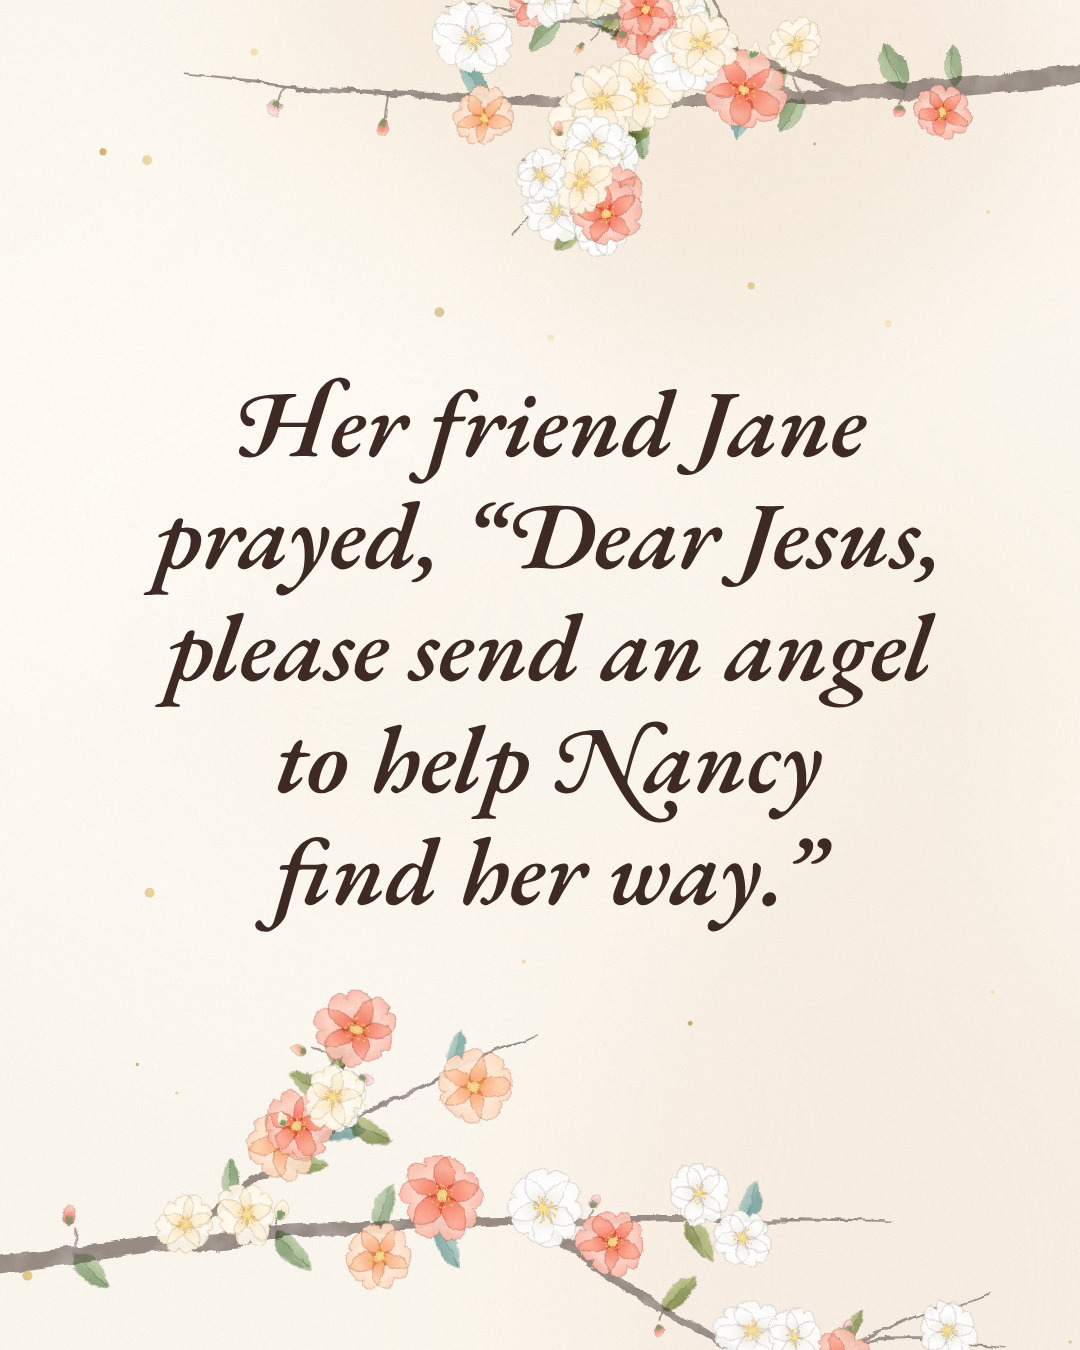 Her friend Jane
prayed, “Dear Jesus,
please send an angel
to help Nancy
find her way.”